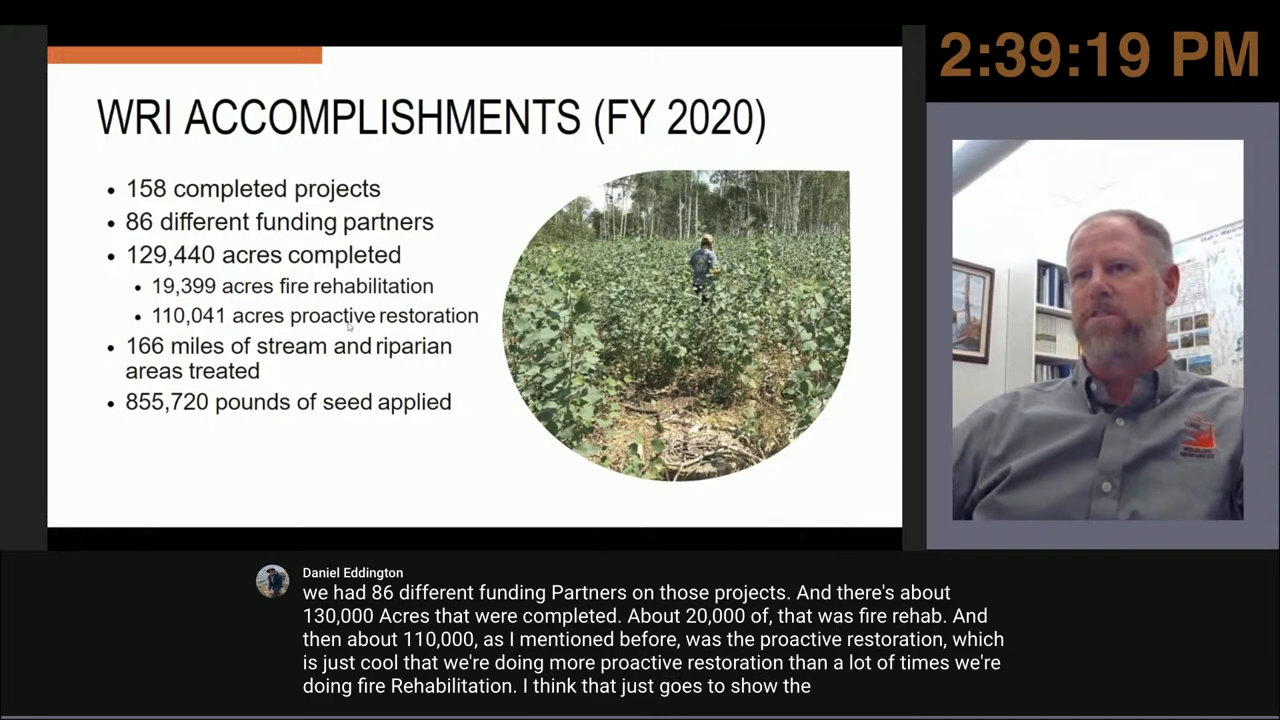 2:39:19 PM
WRI ACCOMPLISHMENTS (FY 2020)
• 158 completed projects
• 86 different funding partners
• 129,440 acres completed
• 19,399 acres fire rehabilitation
• 110,041 acres proactive restoration
• 166 miles of stream and riparian
areas treated
• 855,720 pounds of seed applied
Daniel Eddington
we had 86 different funding Partners on those projects. And there's about
130,000 Acres that were completed. About 20,000 of, that was fire rehab. And
then about 110,000, as I mentioned before, was the proactive restoration, which
is just cool that we're doing more proactive restoration than a lot of times we're
doing fire Rehabilitation. I think that just goes to show the